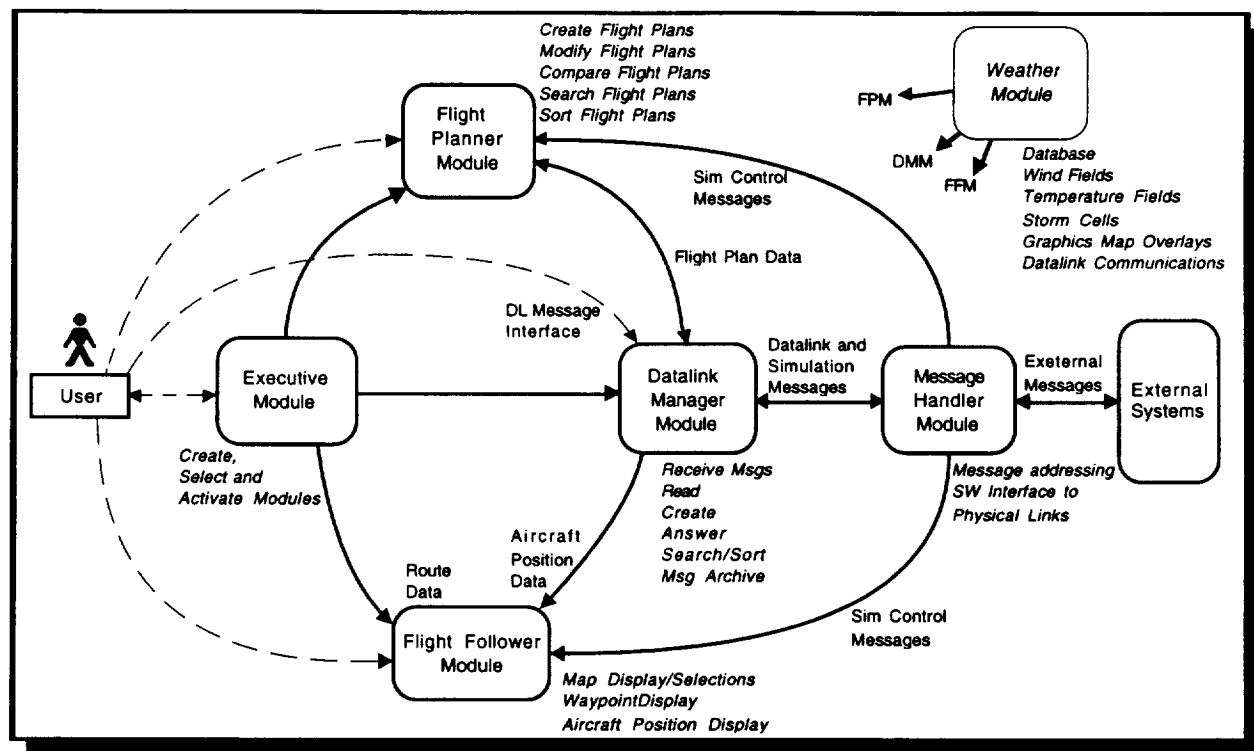 Create Flight Plans
Modify Flight Plans
Compare Flight Plans
Search Flight Plans
Sort Flight Plans
Flight
Planner
Module
Weather
Module
FPM
DMM
FFM
Database
Wind Fields
Temperature Fields
Storm Cells
Graphics Map Overlays
Datalink Communications
Sim Control
Messages
Flight Plan Data
DL Message
Interface
User
Executive
Module
Create,
Select and
Activate Modules
Datalink
Manager
Module
Datalink and
Simulation
Messages
Message
Handler
Module
Exeternal
Messages
External
Systems
Receive Msgs
Read
Create
Answer
Search/Sort
Msg Archive
Message addressing
SW Interface to
Physical Links
Aircraft
Position
Data
Route
Data
Flight Follower
Module
Sim Control
Messages
Map Display/Selections
WaypointDisplay
Aircraft Position Display